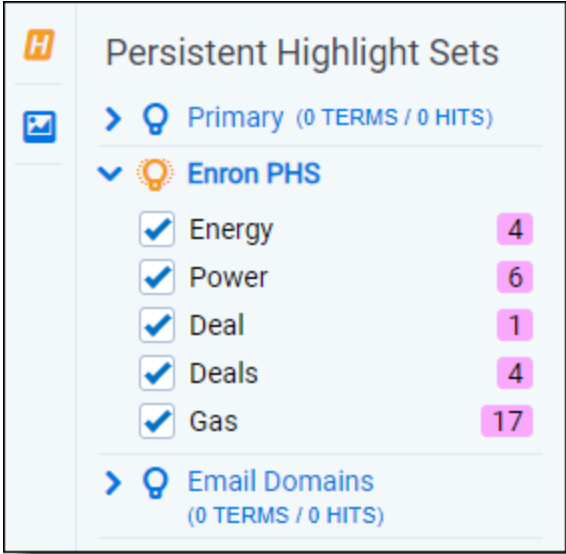 H
Persistent Highlight Sets
Primary (0 TERMS / 0 HITS)
Enron PHS
Energy 4
Power 6
Deal 1
Deals 4
Gas 17
Email Domains
(0 TERMS / 0 HITS)